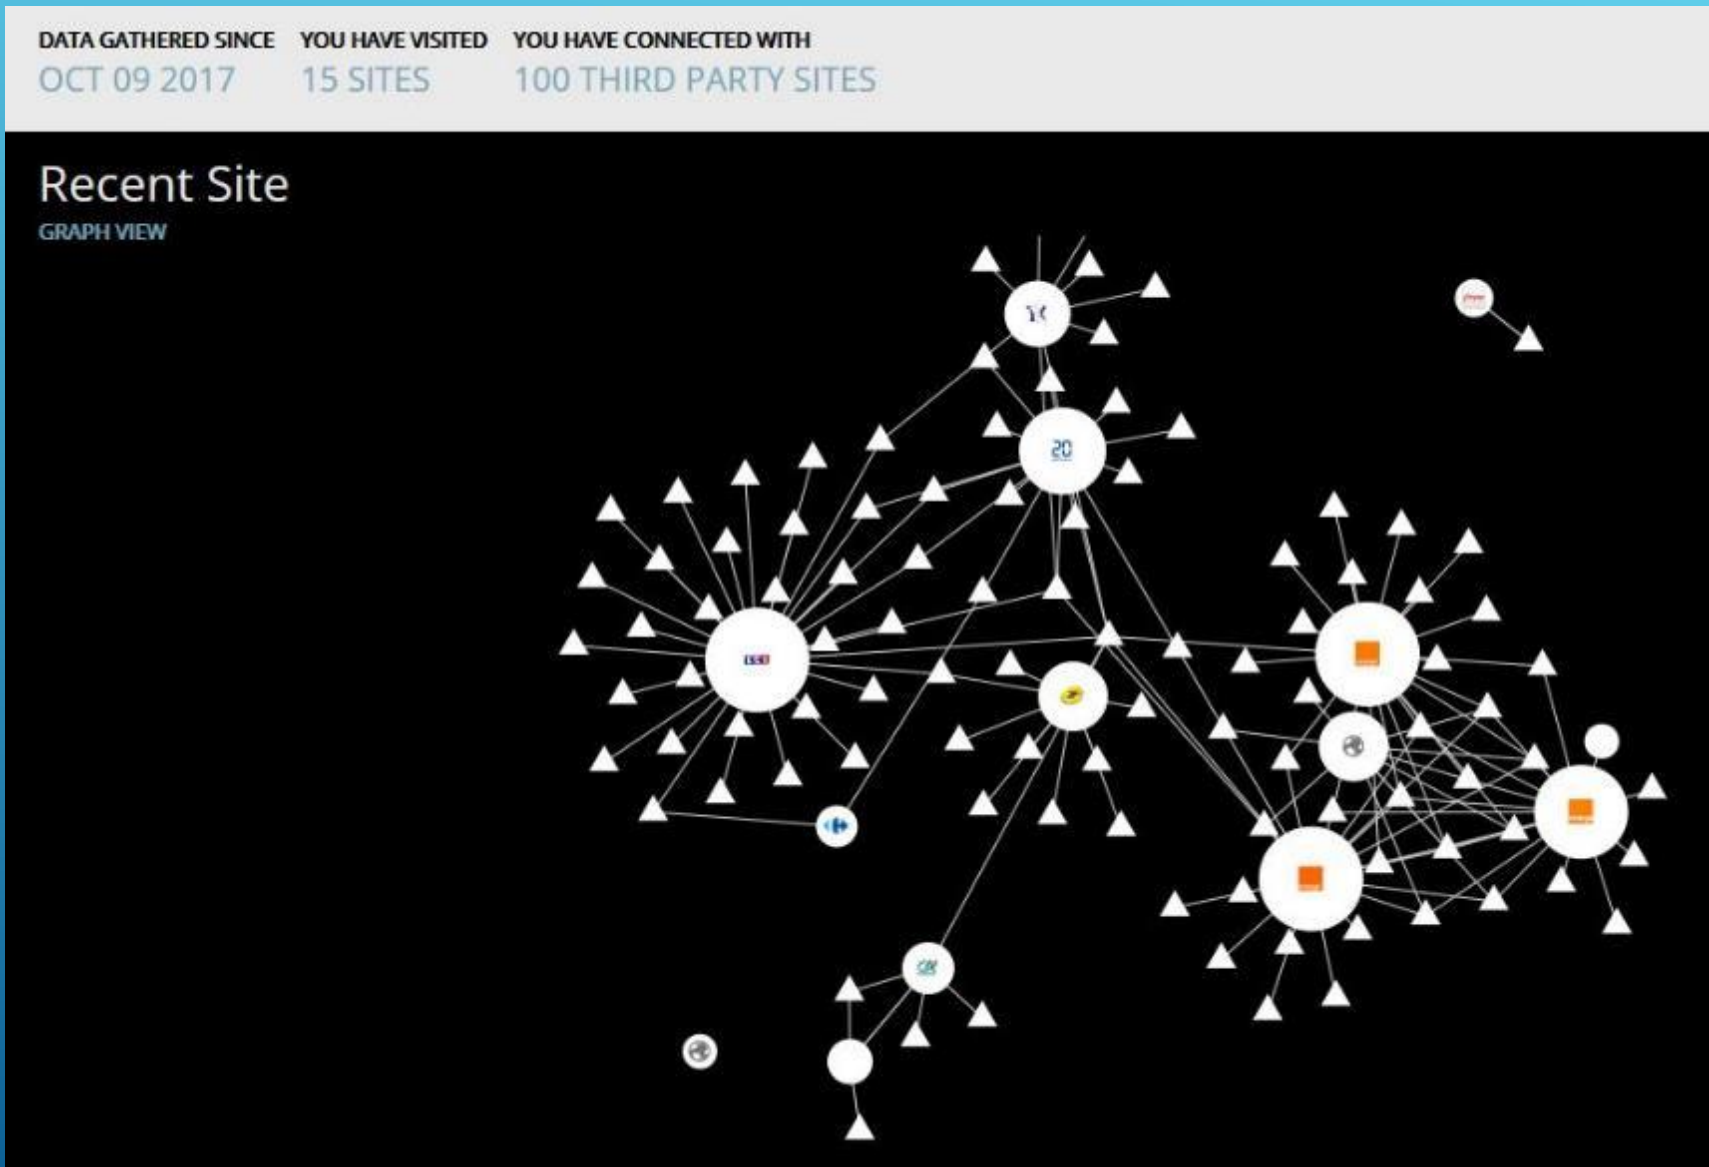 DATA GATHERED SINCE YOU HAVE VISITED YOU HAVE CONNECTED WITH
OCT 09 2017 15 SITES 100 THIRD PARTY SITES
Recent Site
GRAPH VIEW
20